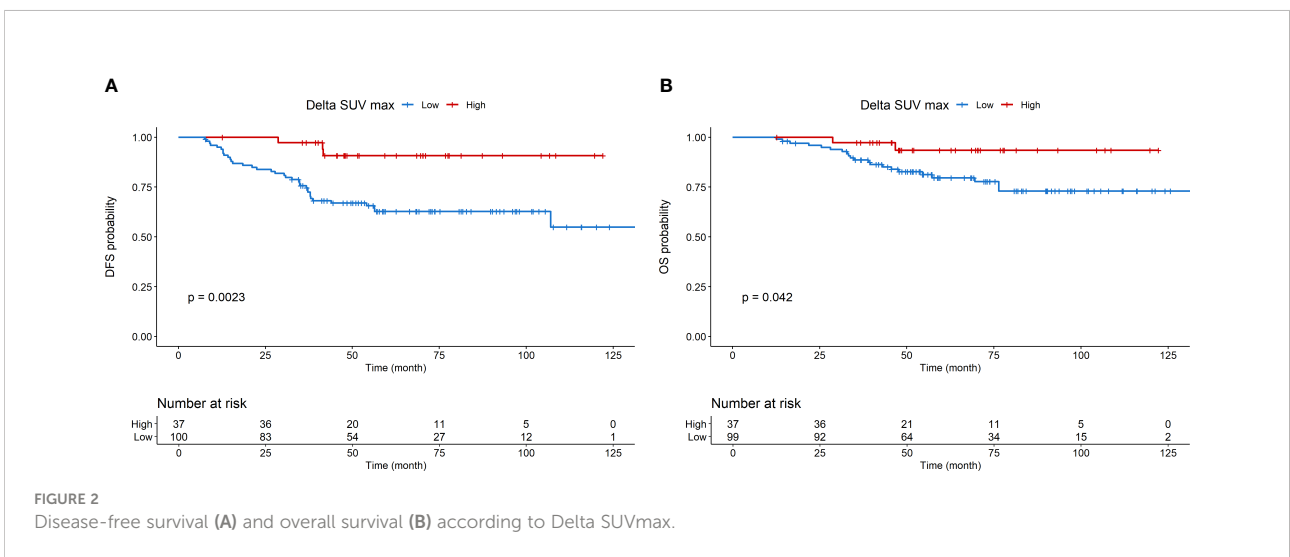 A
Delta SUV max Low High
1.00
0.75
0.50
0.25
0.00
DFS probability
p = 0.0023
0 25 50 75 100 125
Time (month)
Number at risk
High 37 36 20 11 5 0
Low 100 83 54 27 12 1
0 25 50 75 100 125
Time (month)
B
Delta SUV max Low High
1.00
0.75
0.50
0.25
0.00
OS probability
p = 0.042
0 25 50 75 100 125
Time (month)
Number at risk
High 37 36 21 11 5 0
Low 99 92 64 34 15 2
0 25 50 75 100 125
Time (month)
FIGURE 2
Disease-free survival (A) and overall survival (B) according to Delta SUVmax.